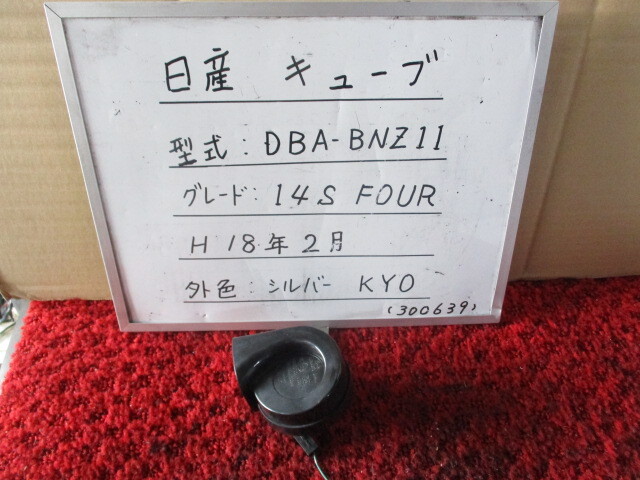 日産 キューブ
型式: DBA-BNZ11
グレード: 14S FOUR
H18年2月
外色: シルバー KYO
(300639)